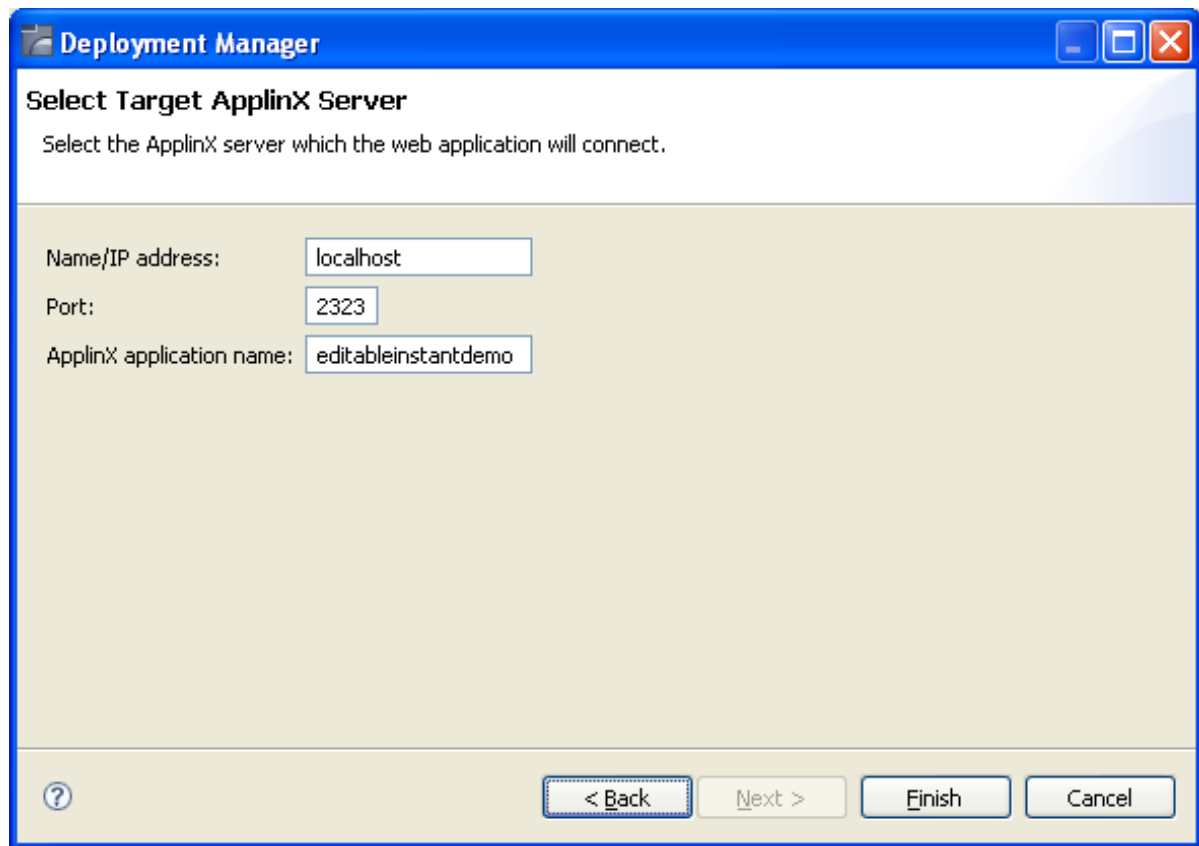 Deployment Manager
Select Target ApplinX Server
Select the ApplinX server which the web application will connect.
Name/IP address: localhost
Port: 2323
ApplinX application name: editableinstantdemo
? < Back Next > Finish Cancel